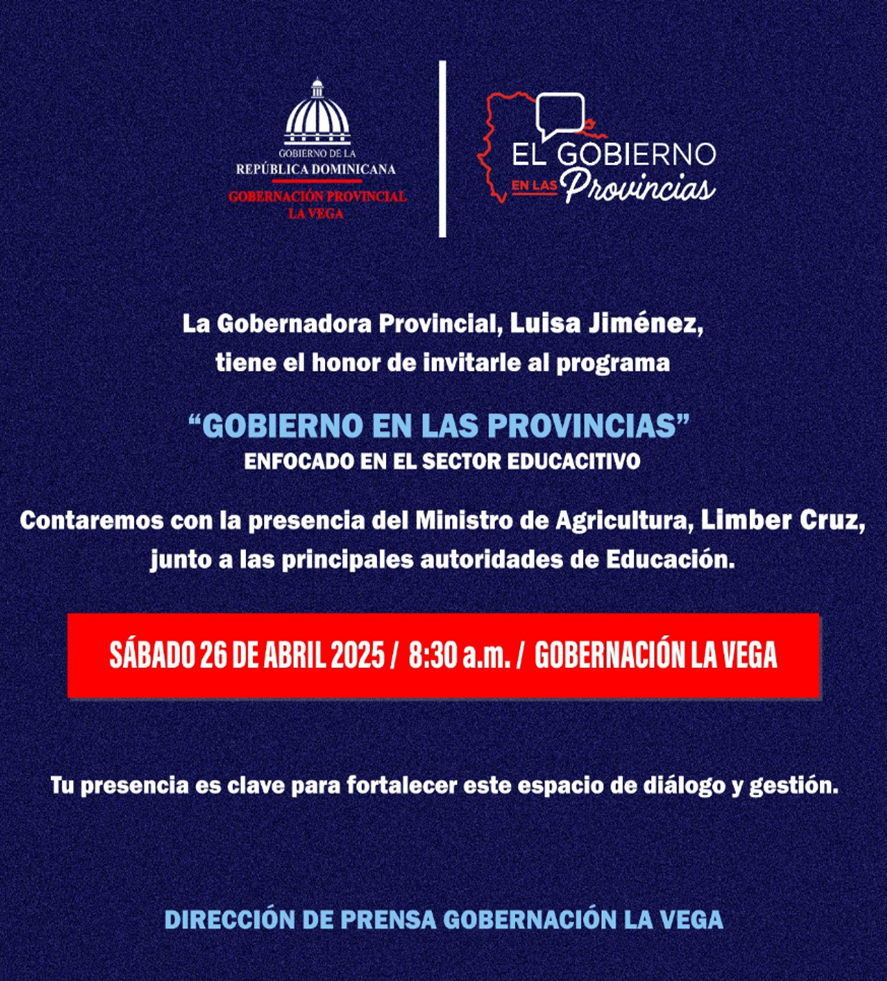 GOBIERNO DE LA
REPÚBLICA DOMINICANA
GOBERNACIÓN PROVINCIAL
LA VEGA
EL GOBIERNO
EN LAS Provincias
La Gobernadora Provincial, Luisa Jiménez,
tiene el honor de invitarle al programa
“GOBIERNO EN LAS PROVINCIAS”
ENFOCADO EN EL SECTOR EDUCACITIVO
Contaremos con la presencia del Ministro de Agricultura, Limber Cruz,
junto a las principales autoridades de Educación.
SÁBADO 26 DE ABRIL 2025 / 8:30 a.m. / GOBERNACIÓN LA VEGA
Tu presencia es clave para fortalecer este espacio de diálogo y gestión.
DIRECCIÓN DE PRENSA GOBERNACIÓN LA VEGA